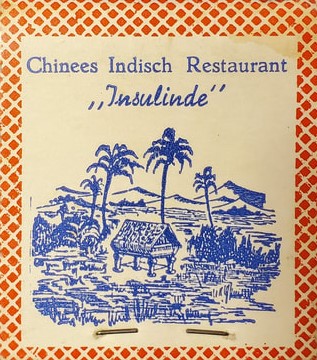 Chinees Indisch Restaurant
,,Insulinde''